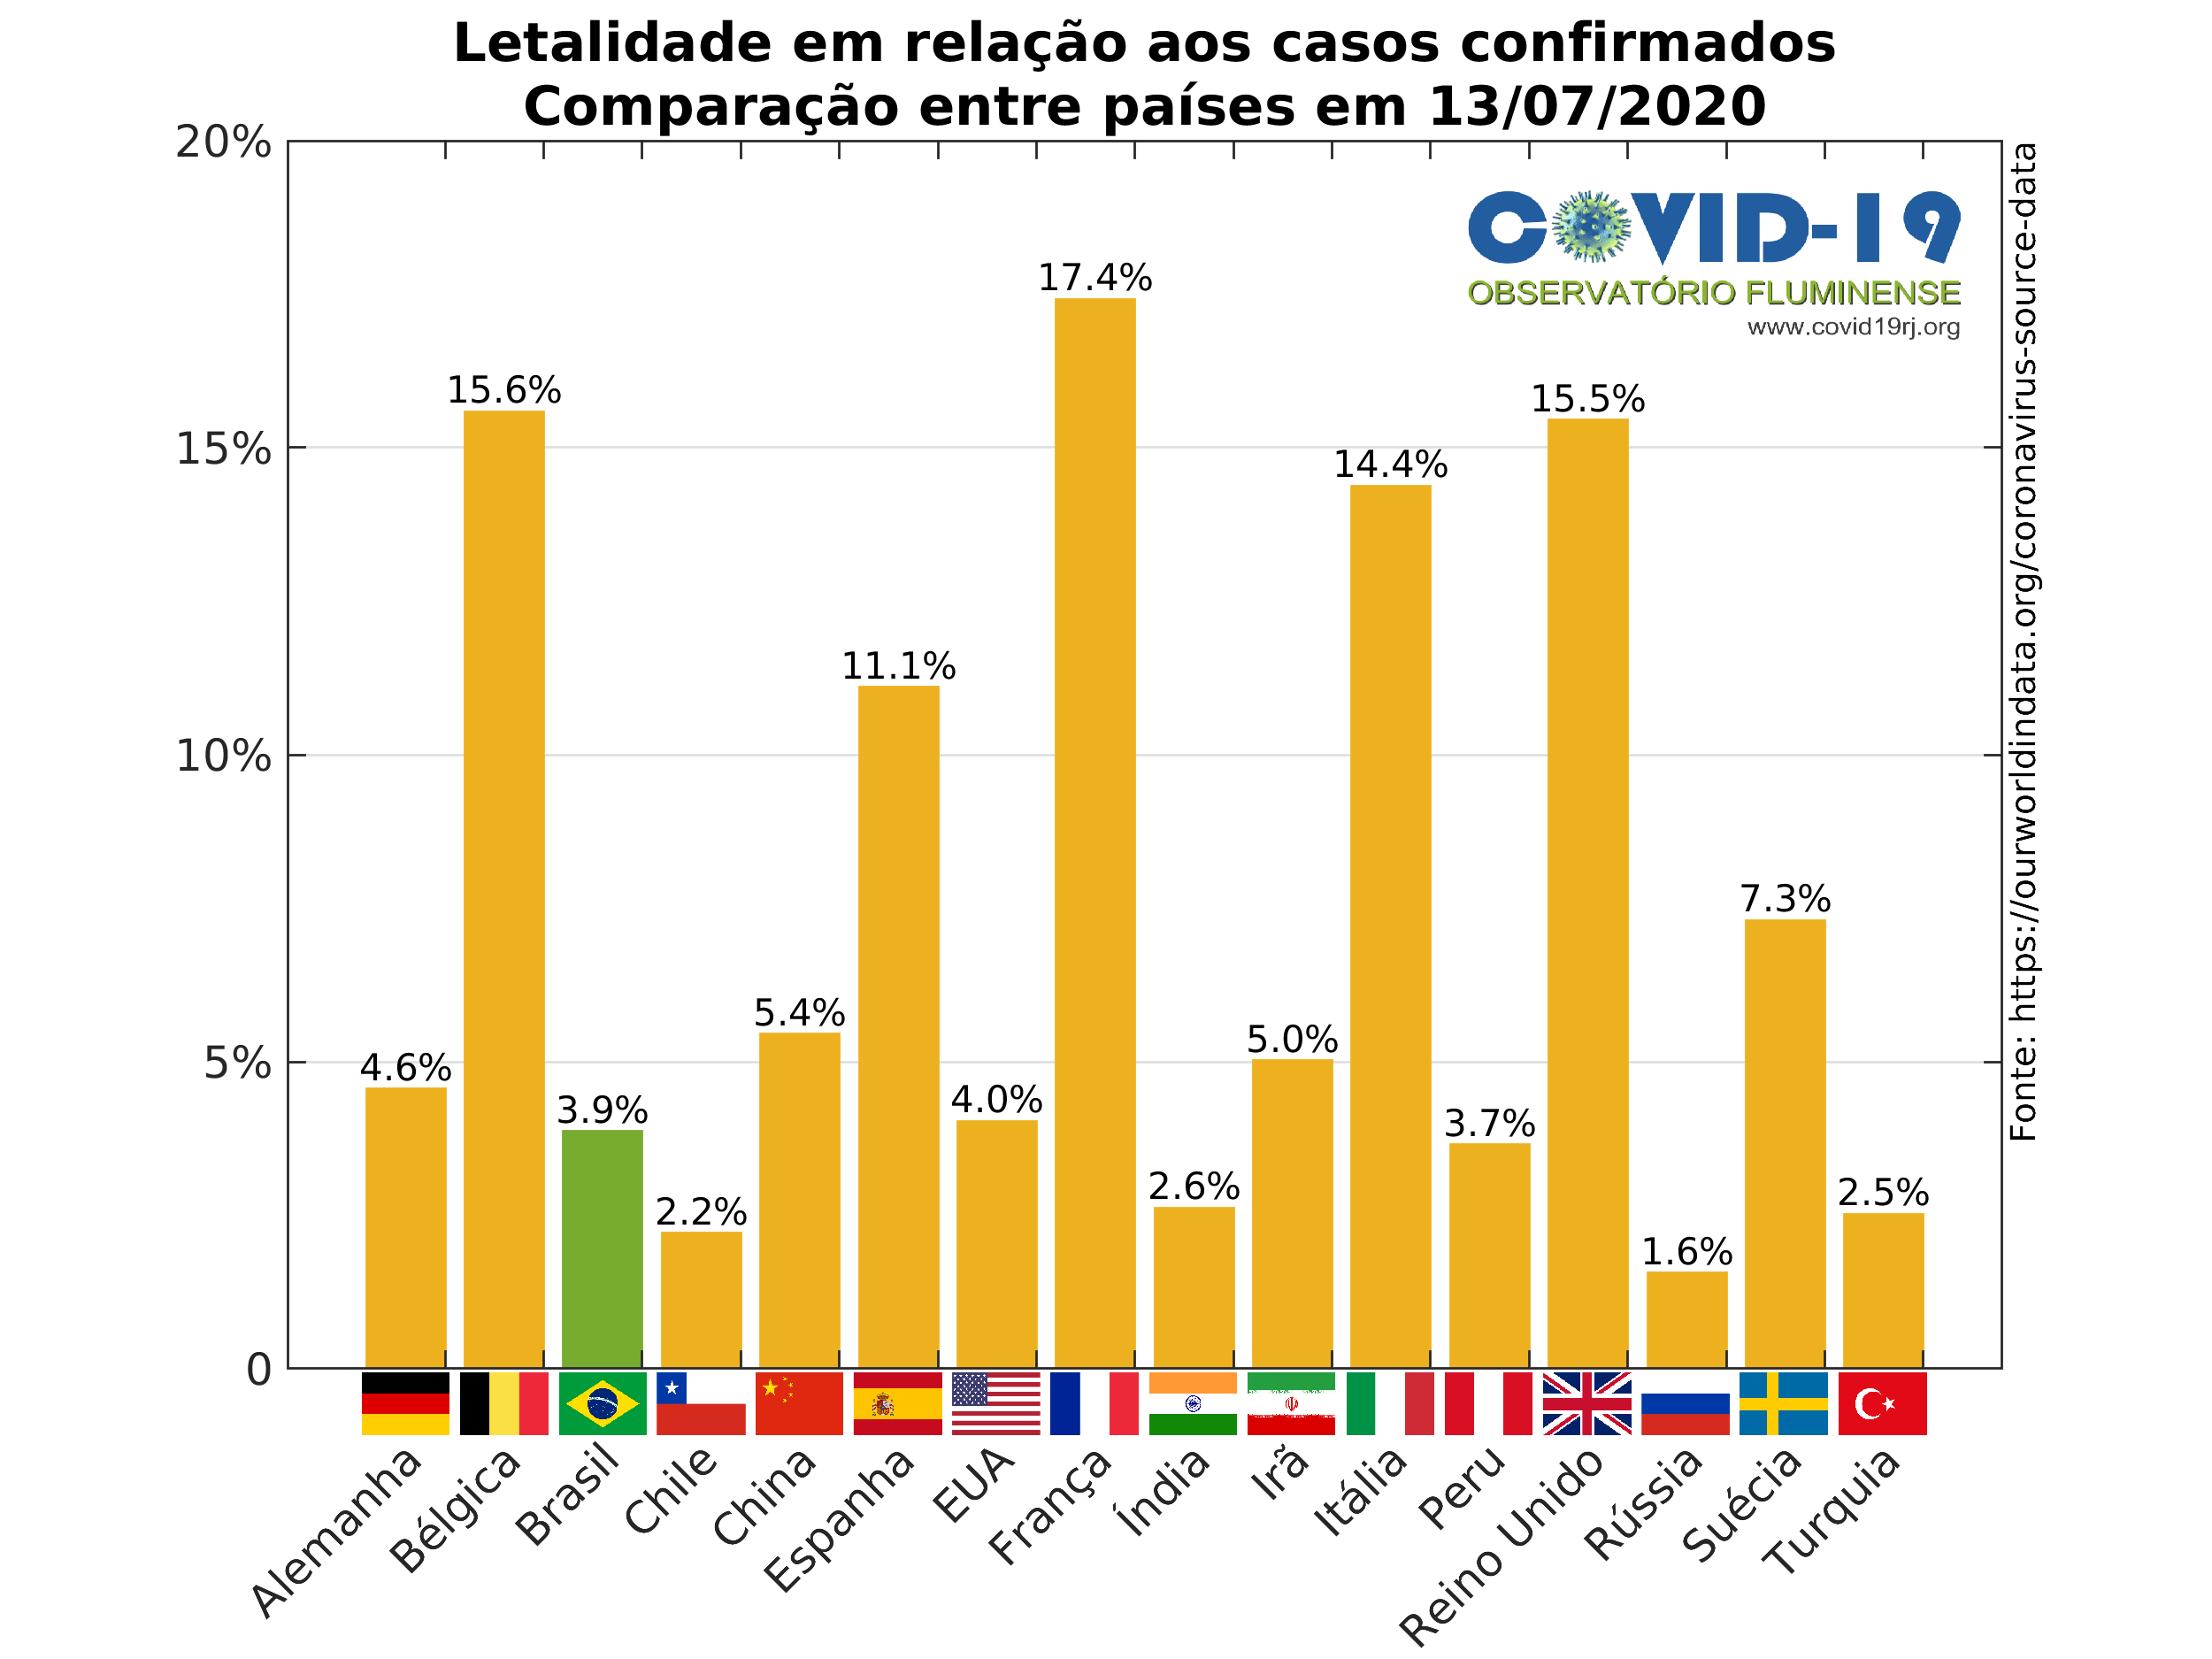 Letalidade em relação aos casos confirmados
Comparação entre países em 13/07/2020
20%
15%
10%
5%
0
COVID-19
OBSERVATÓRIO FLUMINENSE
www.covid19rj.org
Fonte: https://ourworldindata.org/coronavirus-source-data
4.6%
15.6%
3.9%
2.2%
5.4%
11.1%
4.0%
17.4%
2.6%
5.0%
14.4%
3.7%
15.5%
1.6%
7.3%
2.5%
Alemanha
Bélgica
Brasil
Chile
China
Espanha
EUA
França
Índia
Irã
Itália
Peru
Reino Unido
Rússia
Suécia
Turquia